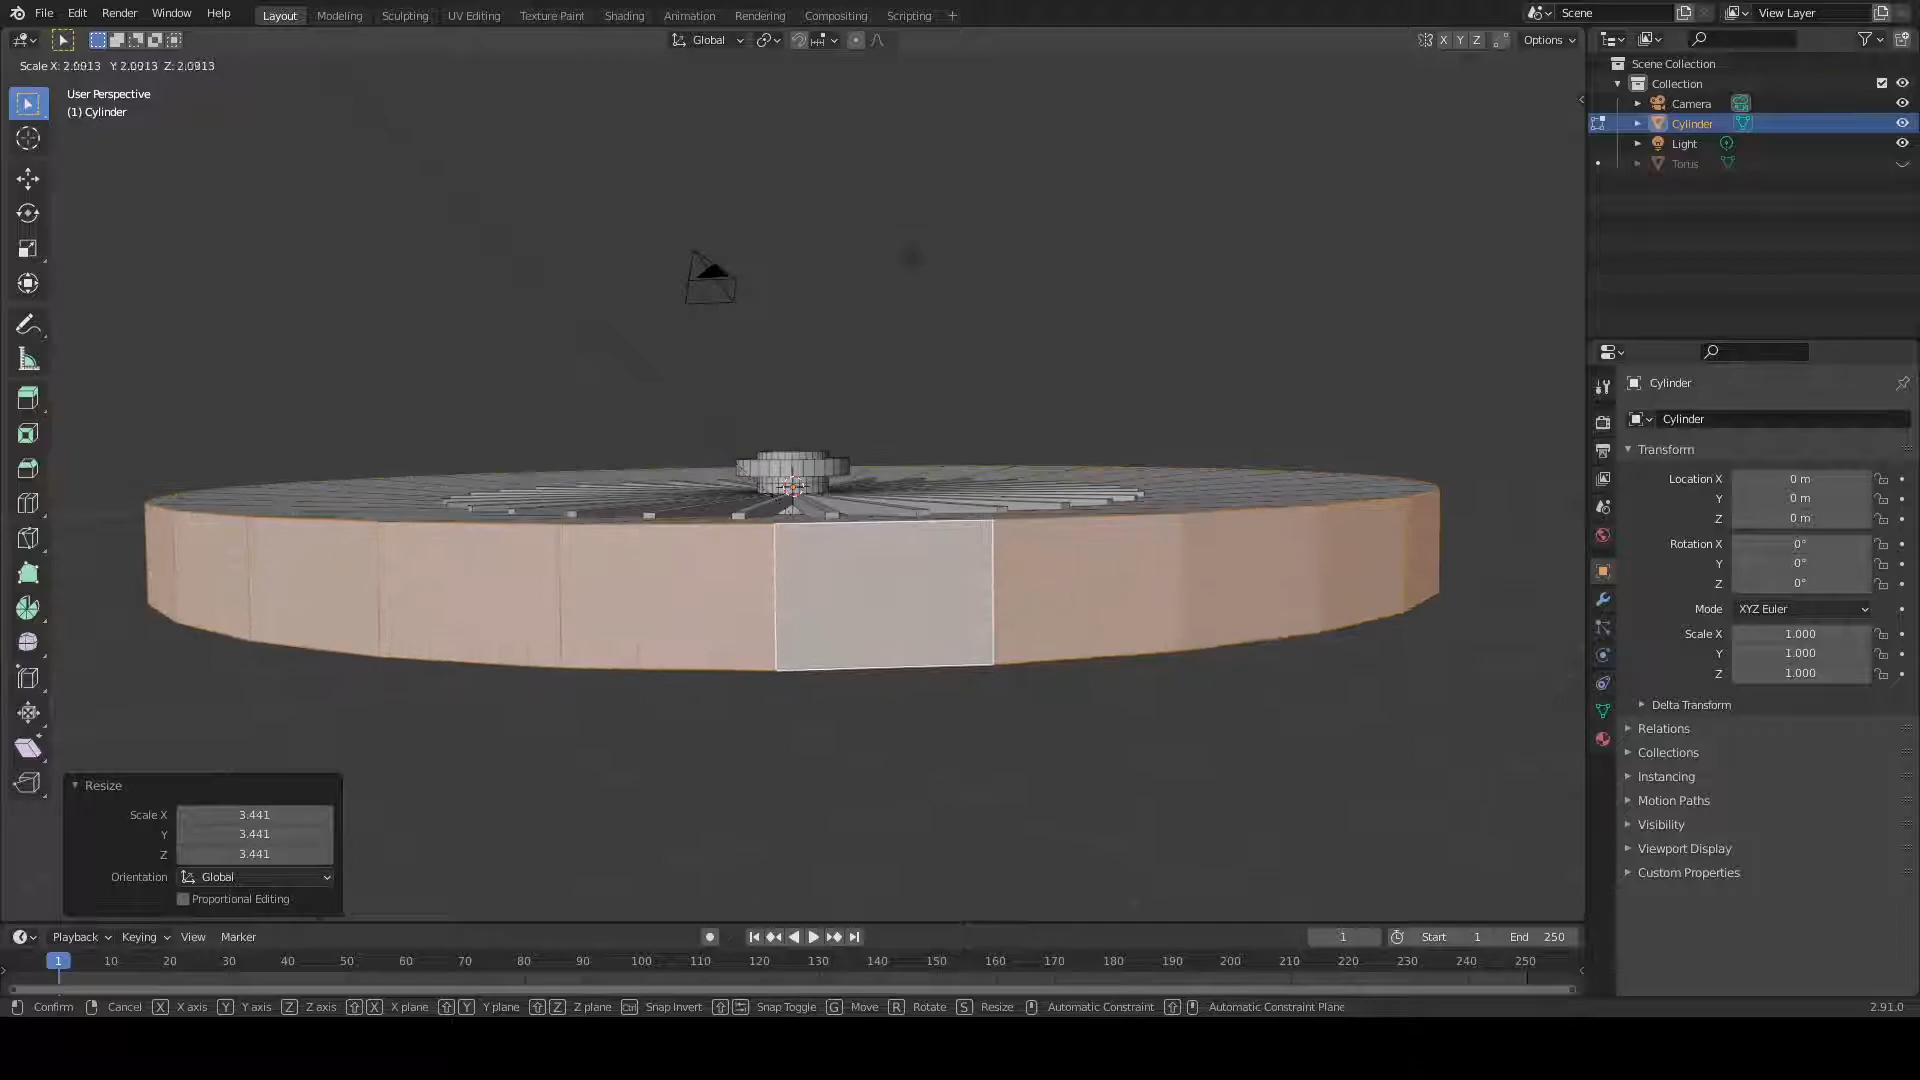 File Edit Render Window Help Layout Modeling Sculpting UV Editing Texture Paint Shading Animation Rendering Compositing Scripting Scene View Layer
Global X Y Z Options
Scale X: 2.0913 Y: 2.0913 Z: 2.0913
User Perspective
(1) Cylinder
Scene Collection
Collection
Camera
Cylinder
Light
Torus
Cylinder
Cylinder
Transform
Location X 0 m
Y 0 m
Z 0 m
Rotation X 0°
Y 0°
Z 0°
Mode XYZ Euler
Scale X 1.000
Y 1.000
Z 1.000
Delta Transform
Relations
Collections
Instancing
Motion Paths
Visibility
Viewport Display
Custom Properties
Resize
Scale X 3.441
Y 3.441
Z 3.441
Orientation Global
Proportional Editing
Playback Keying View Marker 1 Start 1 End 250
1 10 20 30 40 50 60 70 80 90 100 110 120 130 140 150 160 170 180 190 200 210 220 230 240 250
Confirm Cancel X X axis Y Y axis Z Z axis X X plane Y Y plane Z Z plane Ctrl Snap Invert Snap Toggle G Move R Rotate S Resize Automatic Constraint Automatic Constraint Plane 2.91.0